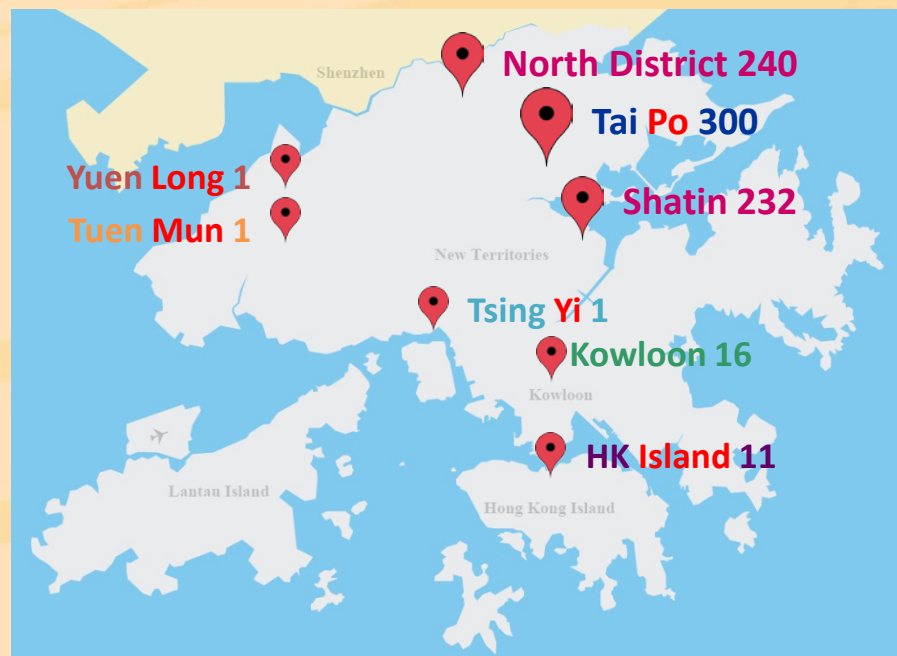 North District 240
Shenzhen
Tai Po 300
Yuen Long 1
Shatin 232
Tuen Mun 1
New Territories
Tsing Yi 1
Kowloon 16
Kowloon
HK Island 11
Lantau Island
Hong Kong Island